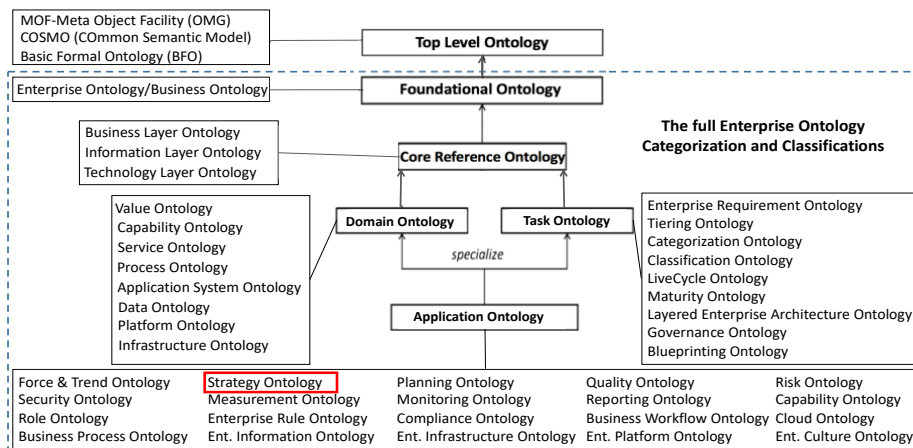 MOF-Meta Object Facility (OMG)
COSMO (COmmon Semantic Model)
Basic Formal Ontology (BFO)
Top Level Ontology
Enterprise Ontology/Business Ontology
Foundational Ontology
The full Enterprise Ontology
Categorization and Classifications
Business Layer Ontology
Information Layer Ontology
Technology Layer Ontology
Core Reference Ontology
Value Ontology
Capability Ontology
Service Ontology
Process Ontology
Application System Ontology
Data Ontology
Platform Ontology
Infrastructure Ontology
Domain Ontology
Task Ontology
Enterprise Requirement Ontology
Tiering Ontology
Categorization Ontology
Classification Ontology
LiveCycle Ontology
Maturity Ontology
Layered Enterprise Architecture Ontology
Governance Ontology
Blueprinting Ontology
specialize
Application Ontology
Force & Trend Ontology
Security Ontology
Role Ontology
Business Process Ontology
Strategy Ontology
Measurement Ontology
Enterprise Rule Ontology
Ent. Information Ontology
Planning Ontology
Monitoring Ontology
Compliance Ontology
Ent. Infrastructure Ontology
Quality Ontology
Reporting Ontology
Business Workflow Ontology
Ent. Platform Ontology
Risk Ontology
Capability Ontology
Cloud Ontology
Ent. Culture Ontology